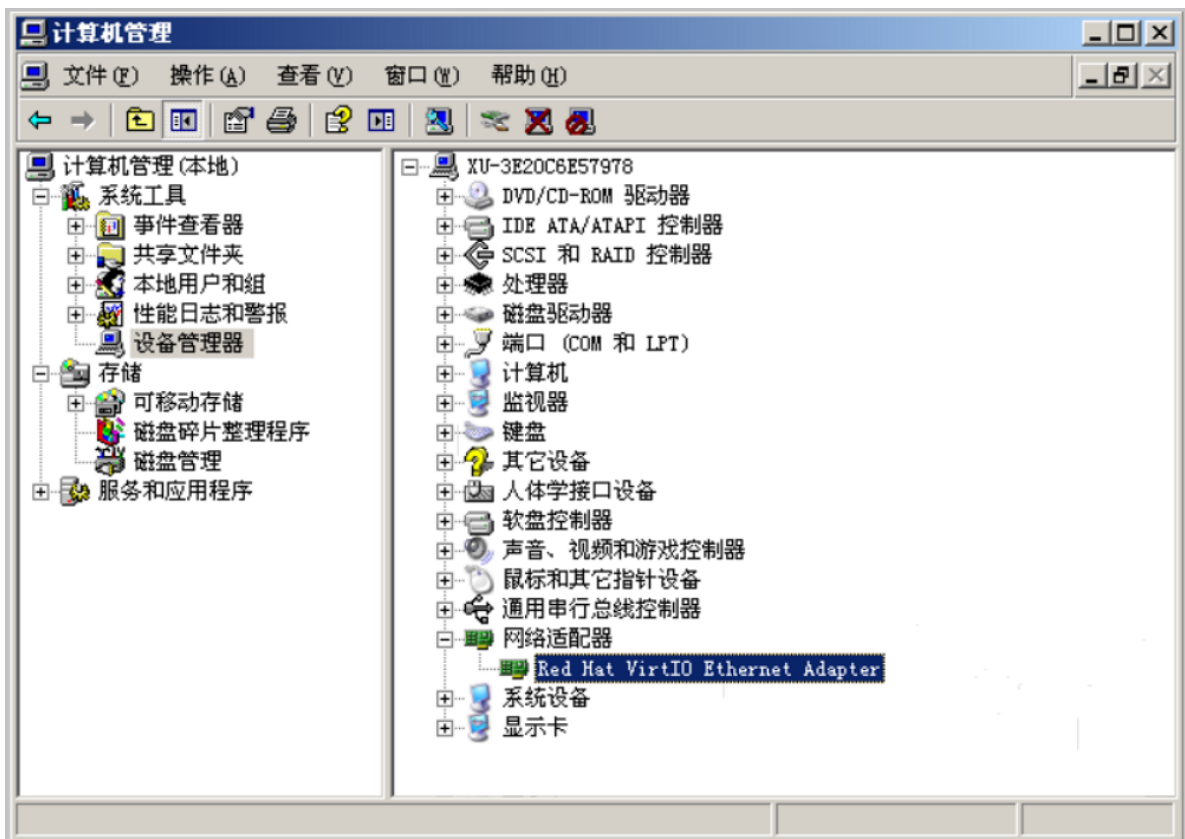 计算机管理
文件(F) 操作(A) 查看(V) 窗口(W) 帮助(H)
计算机管理(本地)
系统工具
事件查看器
共享文件夹
本地用户和组
性能日志和警报
设备管理器
存储
可移动存储
磁盘碎片整理程序
磁盘管理
服务和应用程序
XU-3E20C6E57978
DVD/CD-ROM 驱动器
IDE ATA/ATAPI 控制器
SCSI 和 RAID 控制器
处理器
磁盘驱动器
端口 (COM 和 LPT)
计算机
监视器
键盘
其它设备
人体学接口设备
软盘控制器
声音、视频和游戏控制器
鼠标和其它指针设备
通用串行总线控制器
网络适配器
Red Hat VirtIO Ethernet Adapter
系统设备
显示卡